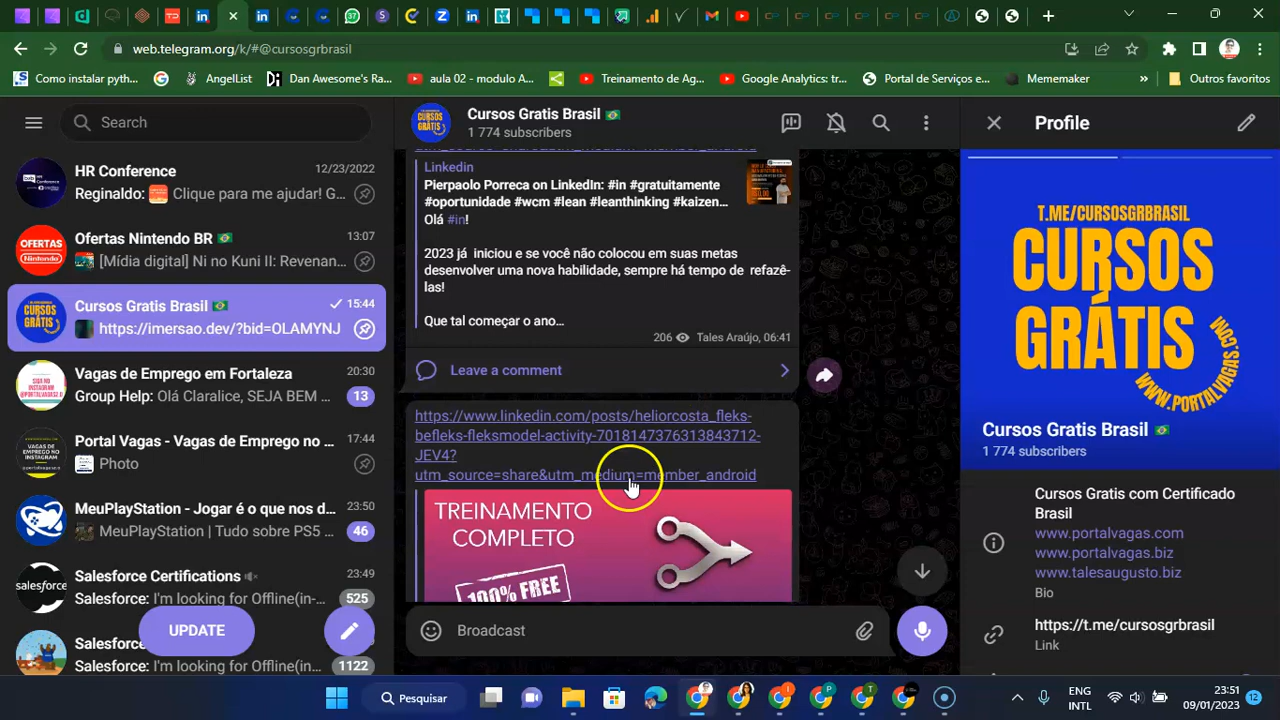 web.telegram.org/k/#@cursosgrbrasil
Como instalar pytho...
AngelList
Dan Awesome's Ra...
aula 02 - modulo A...
Treinamento de Ag...
Google Analytics: tr...
Portal de Serviços e...
Mememaker
»
Outros favoritos
Search
HR Conference
12/23/2022
Reginaldo: Clique para me ajudar! G...
Ofertas Nintendo BR
13:07
[Mídia digital] Ni no Kuni II: Revenan...
Cursos Gratis Brasil
15:44
https://imersao.dev/?bid=OLAMYNJ
Vagas de Emprego em Fortaleza
20:30
Group Help: Olá Claudice, SEJA BEM ...
13
Portal Vagas - Vagas de Emprego no ...
17:44
Photo
MeuPlayStation - Jogar é o que nos d...
23:50
MeuPlayStation | Tudo sobre PS5 ...
46
Salesforce Certifications
23:49
Salesforce: I'm looking for Offline(in-...
525
Salesforce: I'm looking for Offline(in...
1122
UPDATE
Cursos Gratis Brasil
1 774 subscribers
Linkedin
Pierpaolo Porreca on LinkedIn: #in #gratuitamente
#oportunidade #wcm #lean #leanthinking #kaizen...
Olá #in!
2023 já iniciou e se você não colocou em suas metas
desenvolver uma nova habilidade, sempre há tempo de refazê-
las!
Que tal começar o ano...
206 Tales Araújo, 06:41
Leave a comment
https://www.linkedin.com/posts/heliorcosta_fleks-
befleks-fleksmodel-activity-7018147376313843712-
JEV4?
utm_source=share&utm_medium=member_android
TREINAMENTO
COMPLETO
100% FREE
Broadcast
Profile
T.ME/CURSOSGRBRASIL
CURSOS
GRÁTIS
WWW.PORTALVAGAS.COM
Cursos Gratis Brasil
1 774 subscribers
Cursos Gratis com Certificado
Brasil
www.portalvagas.com
www.portalvagas.biz
www.talesaugusto.biz
Bio
https://t.me/cursosgrbrasil
Link
Pesquisar
ENG
INTL
23:51
09/01/2023
12